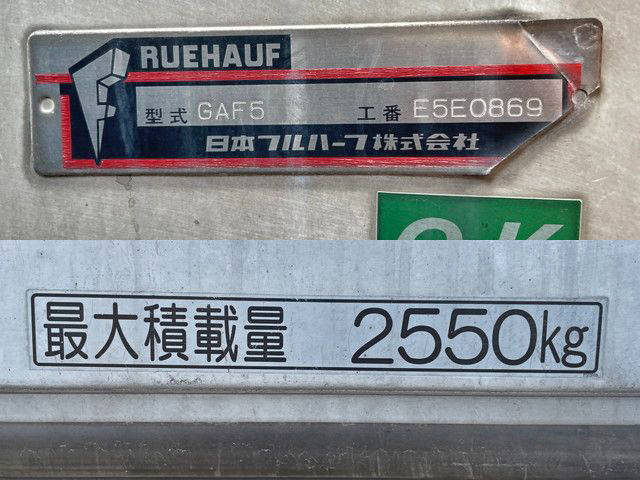 RUEHAUF
型式 GAF5 工番 E5E0869
日本フルハーフ株式会社
最大積載量 2550kg